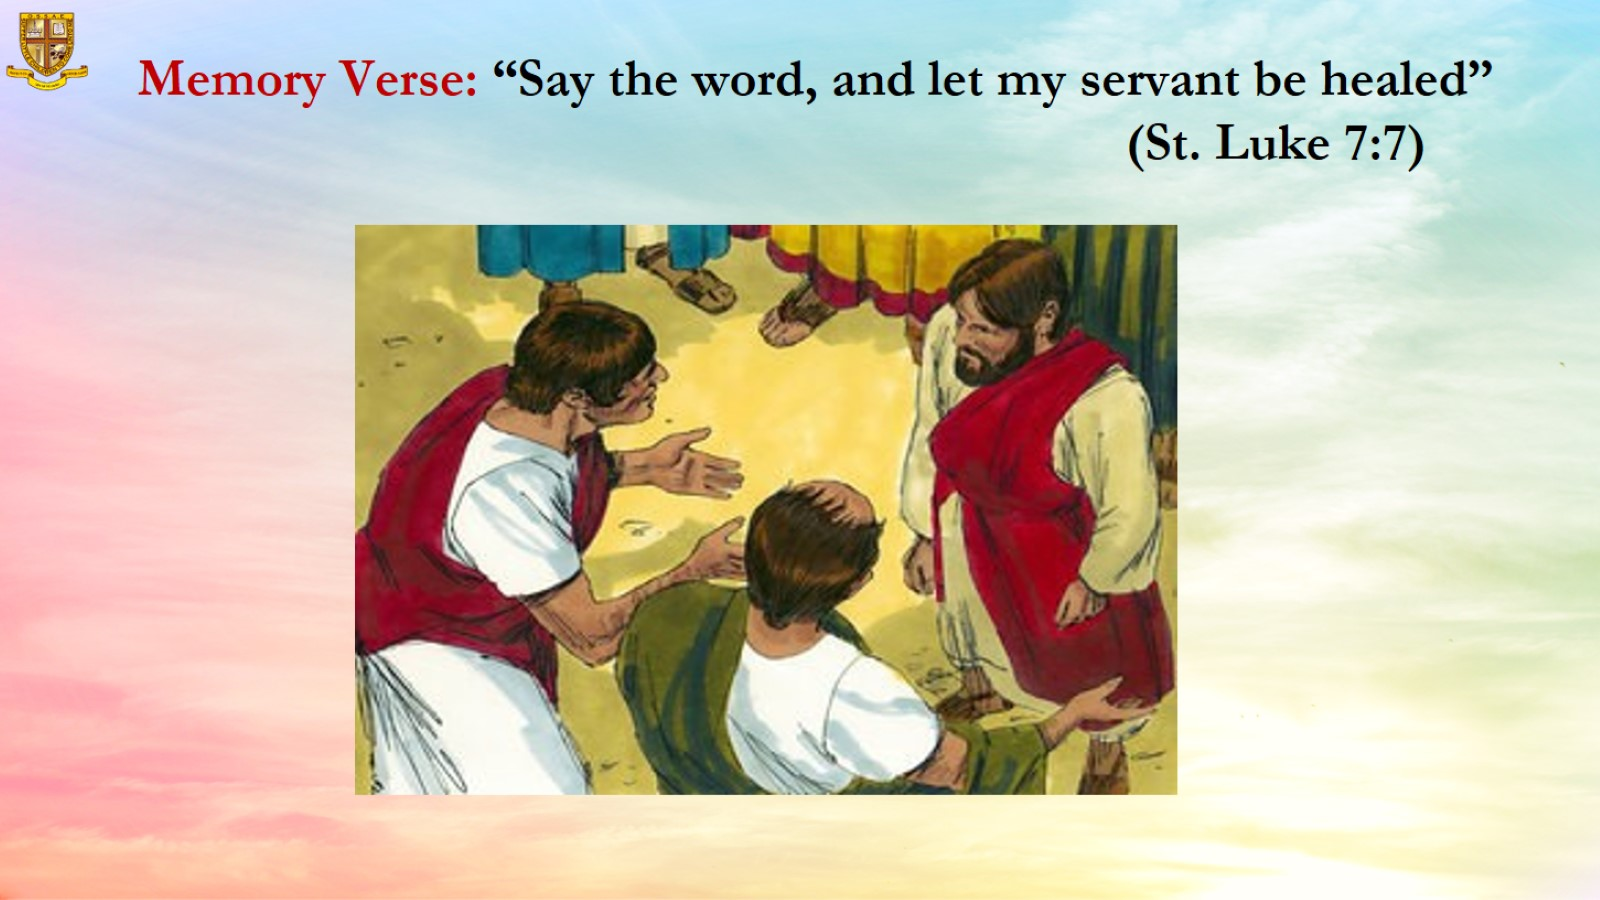 O.S.S.A.E
Memory Verse: “Say the word, and let my servant be healed”
(St. Luke 7:7)